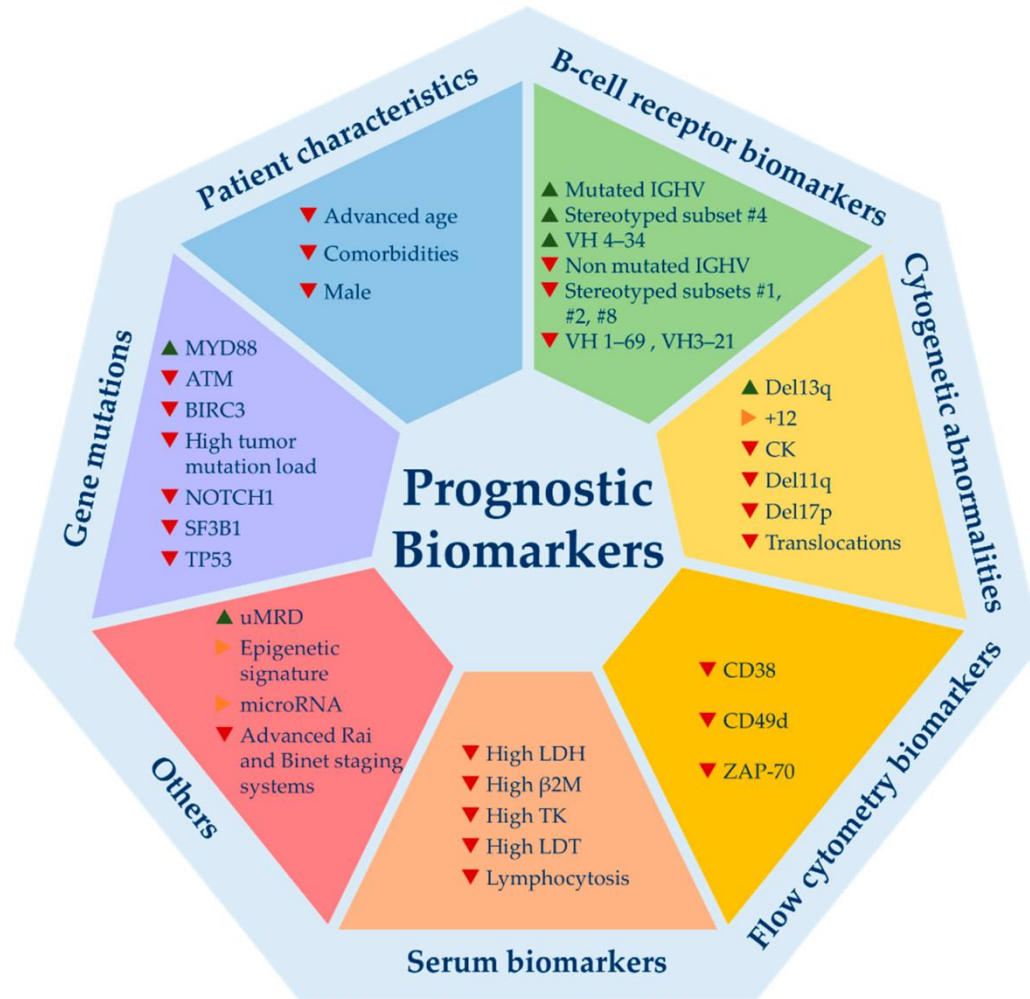 Patient characteristics
Advanced age
Comorbidities
Male
B-cell receptor biomarkers
Mutated IGHV
Stereotyped subset #4
VH 4–34
Non mutated IGHV
Stereotyped subsets #1,
#2, #8
VH 1–69 , VH3–21
Cytogenetic abnormalities
Del13q
+12
CK
Del11q
Del17p
Translocations
Flow cytometry biomarkers
CD38
CD49d
ZAP-70
Serum biomarkers
High LDH
High β2M
High TK
High LDT
Lymphocytosis
Others
uMRD
Epigenetic
signature
microRNA
Advanced Rai
and Binet staging
systems
Gene mutations
MYD88
ATM
BIRC3
High tumor
mutation load
NOTCH1
SF3B1
TP53
Prognostic
Biomarkers